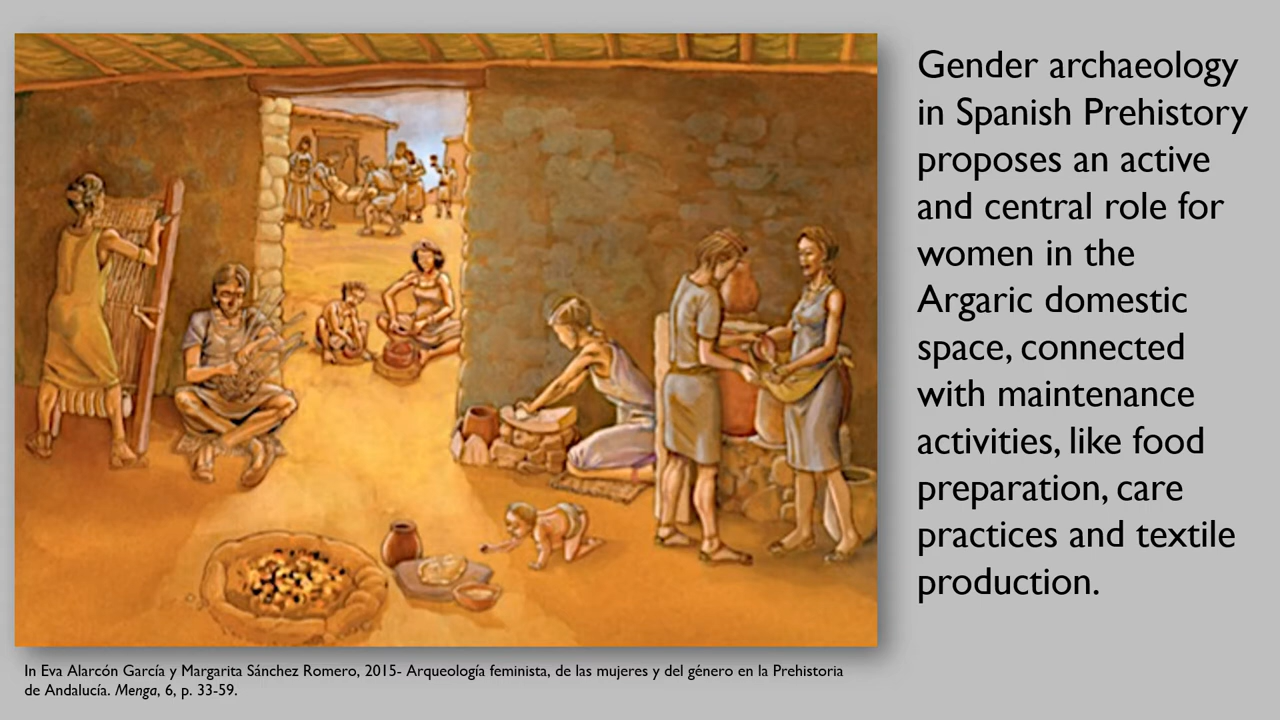 Gender archaeology
in Spanish Prehistory
proposes an active
and central role for
women in the
Argaric domestic
space, connected
with maintenance
activities, like food
preparation, care
practices and textile
production.
In Eva Alarcón García y Margarita Sánchez Romero, 2015- Arqueología feminista, de las mujeres y del género en la Prehistoria
de Andalucía. Menga, 6, p. 33-59.